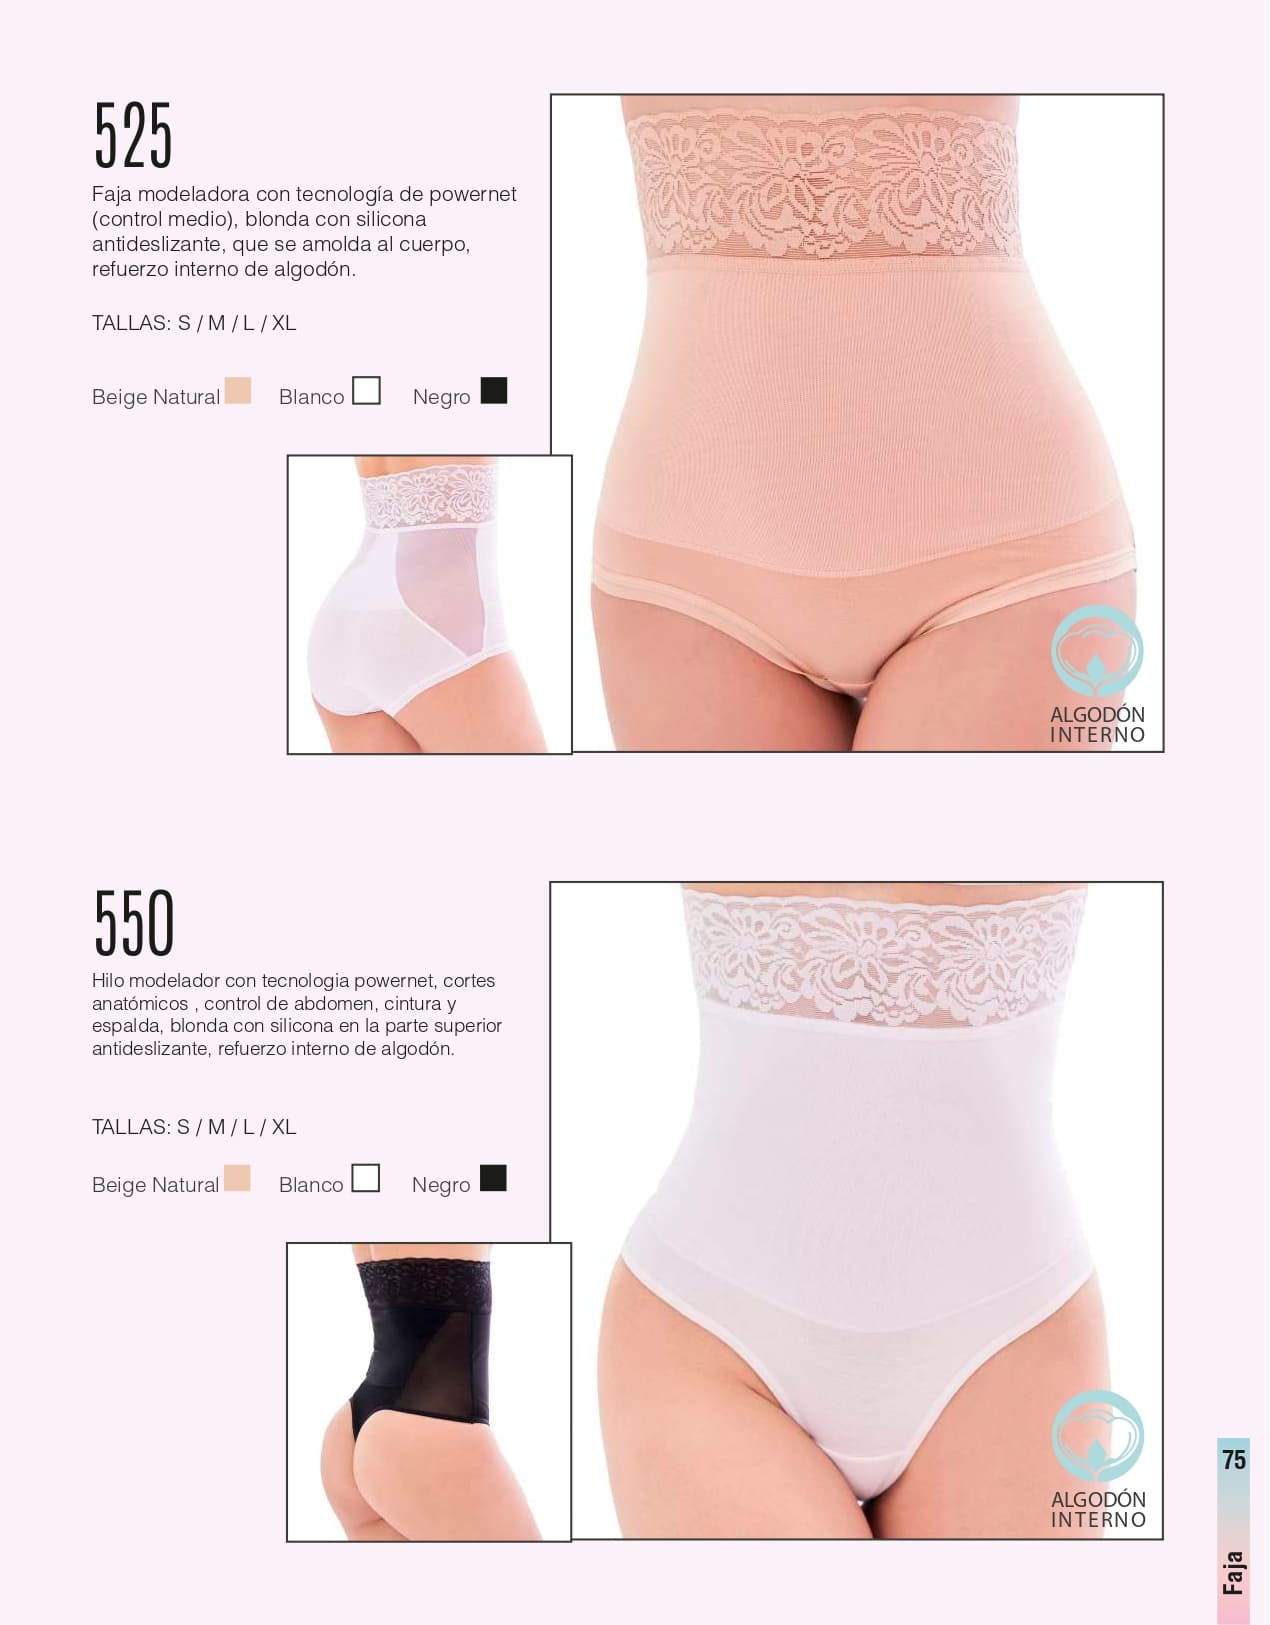 525
Faja modeladora con tecnología de powernet
(control medio), blonda con silicona
antideslizante, que se amolda al cuerpo,
refuerzo interno de algodón.
TALLAS: S / M / L / XL
Beige Natural Blanco Negro
ALGODÓN
INTERNO
550
Hilo modelador con tecnologia powernet, cortes
anatómicos , control de abdomen, cintura y
espalda, blonda con silicona en la parte superior
antideslizante, refuerzo interno de algodón.
TALLAS: S / M / L / XL
Beige Natural Blanco Negro
ALGODÓN
INTERNO
75
Faja